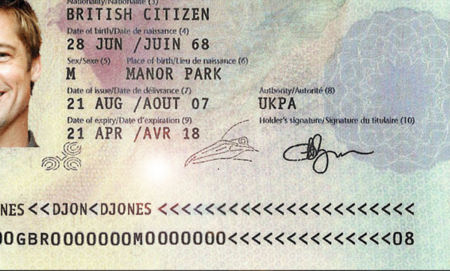 Nationality/Nationalité (3)
BRITISH CITIZEN
Date of birth/Date de naissance (4)
28 JUN /JUIN 68
Sex/Sexe (5) Place of birth/Lieu de naissance (6)
M MANOR PARK
Date of issue/Date de délivrance (7) Authority/Autorité (8)
21 AUG /AOUT 07 UKPA
Date of expiry/Date d'expiration (9) Holder's signature/Signature du titulaire (10)
21 APR /AVR 18
NES<<DJON<DJONES <<<<<<<<<<<<<<<<<<<<<<<
0OGBR0000000M0000000<<<<<<<<<<<<<<08